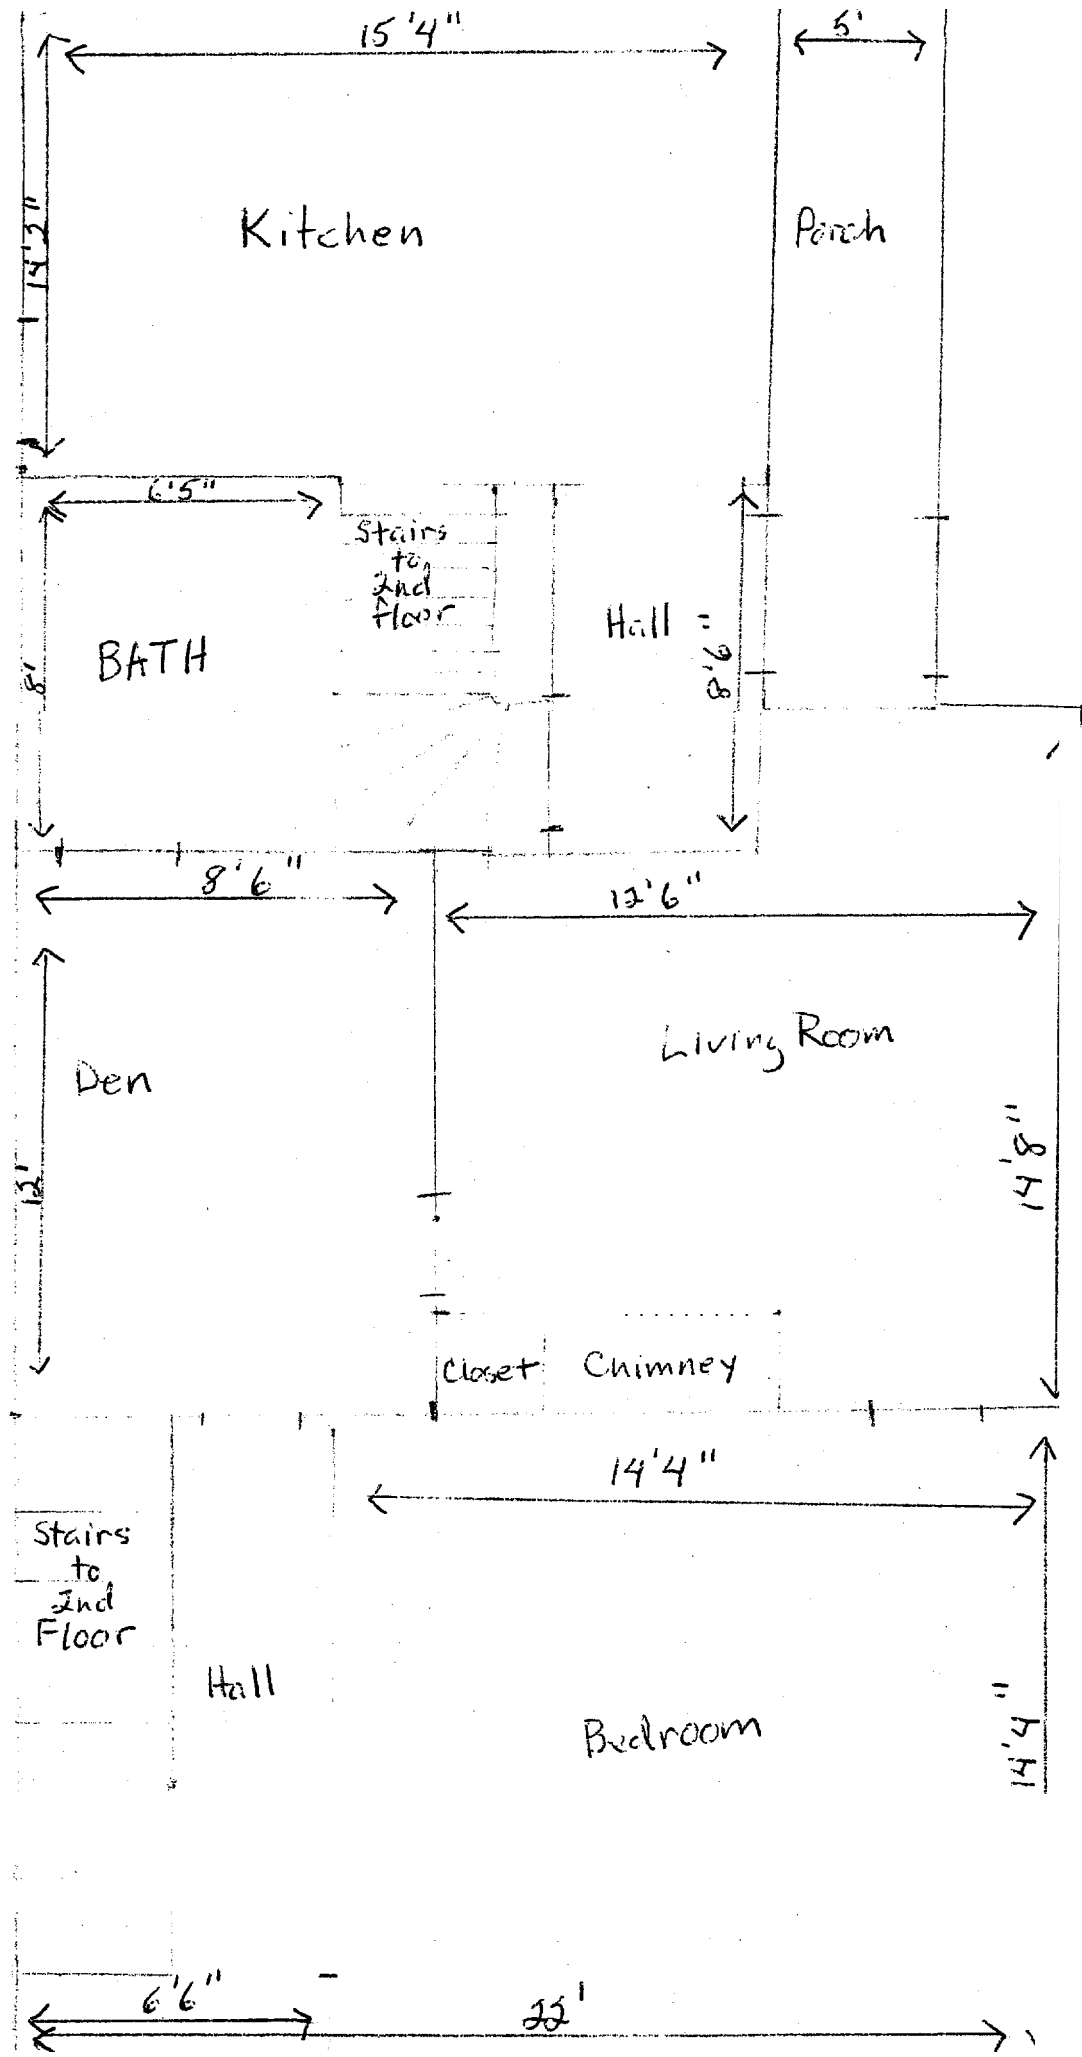 15'4"
5'
14'3"
Kitchen
Porch
6'5"
Stairs
to
2nd
floor
Hall
8'6"
BATH
8'
8'6"
12'6"
Living Room
Den
12'
14'8"
Closet
Chimney
14'4"
Stairs
to
2nd
Floor
Hall
Bedroom
14'4"
6'6"
22'